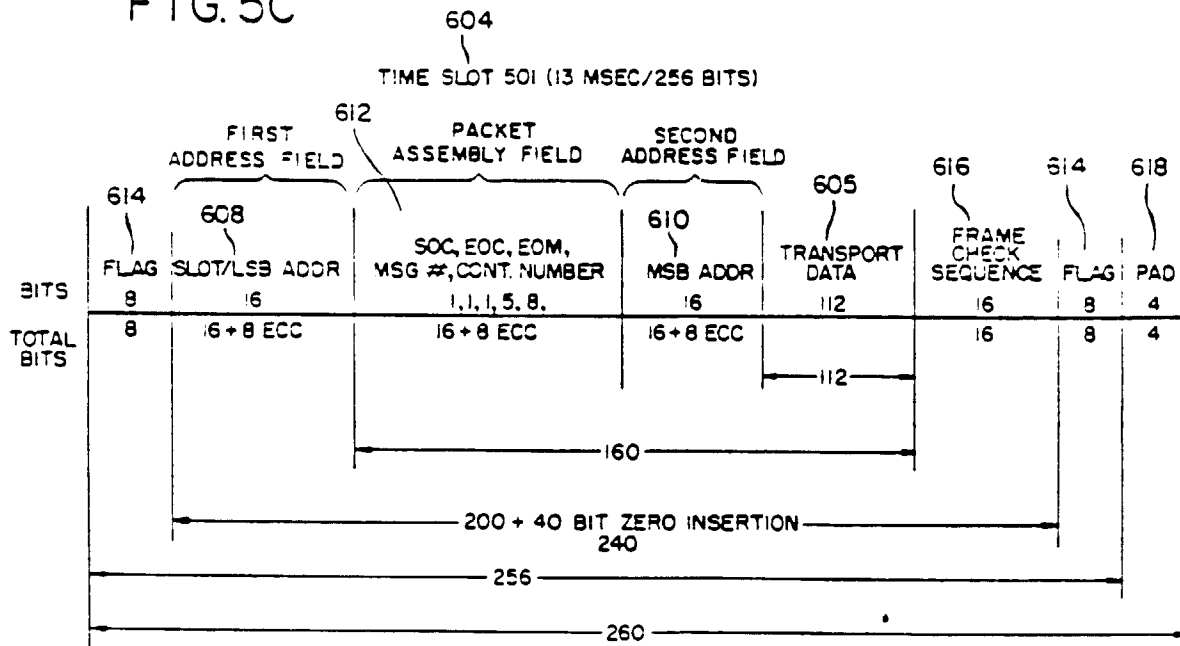 FIG. 5C
604
TIME SLOT 501 (13 MSEC/256 BITS)
612
FIRST
ADDRESS FIELD
PACKET
ASSEMBLY FIELD
SECOND
ADDRESS FIELD
614
608
610
605
616
614
618
FLAG
SLOT/LSB ADDR
SOC, EOC, EOM,
MSG #, CONT. NUMBER
MSB ADDR
TRANSPORT
DATA
FRAME
CHECK
SEQUENCE
FLAG
PAD
BITS
8
16
1, 1, 1, 5, 8.
16
112
16
8
4
TOTAL
BITS
8
16 + 8 ECC
16 + 8 ECC
16 + 8 ECC
16
8
4
112
160
200 + 40 BIT ZERO INSERTION
240
256
260